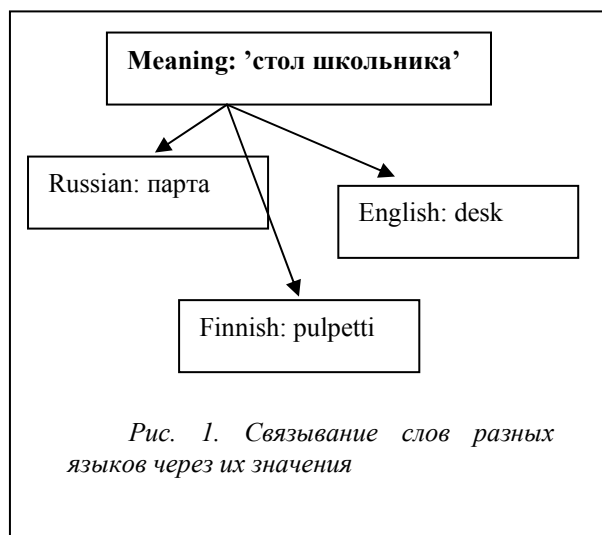 Meaning: ’стол школьника’
Russian: парта
English: desk
Finnish: pulpetti
Рис. 1. Связывание слов разных
языков через их значения